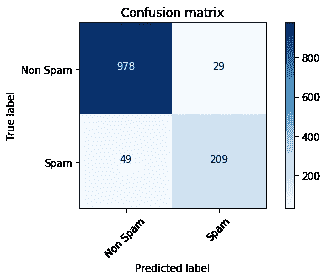 Confusion matrix
Non Spam
978
29
800
600
400
200
True label
Spam
49
209
Non Spam
Spam
Predicted label